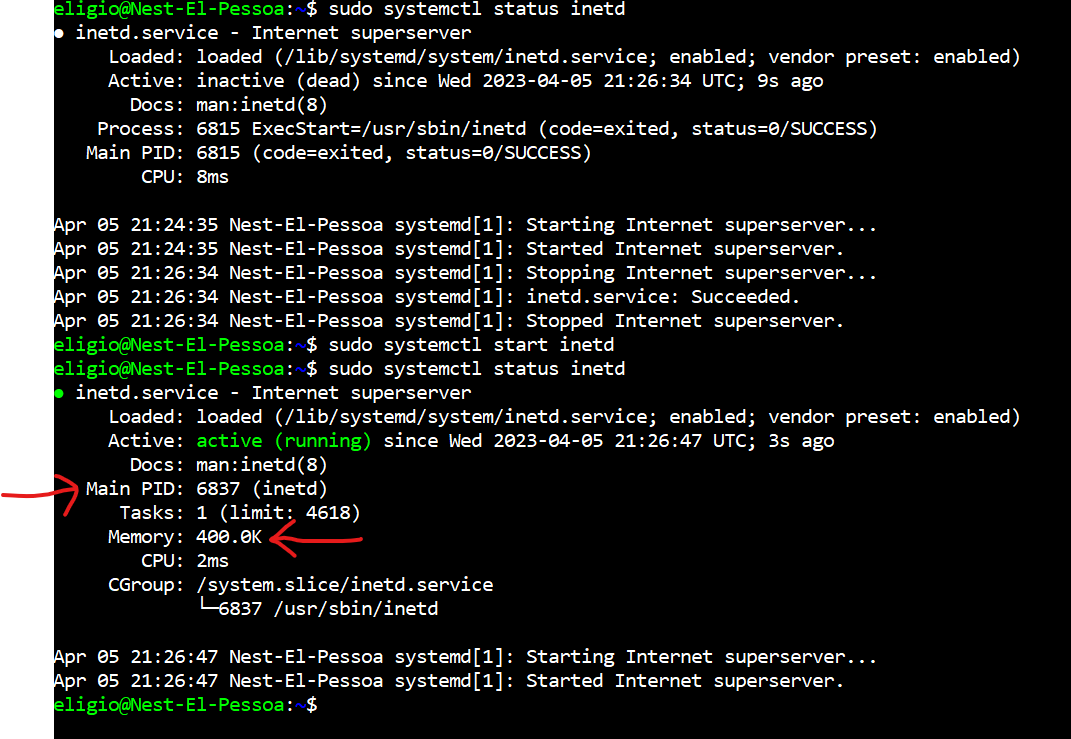 eligio@Nest-El-Pessoa:~$ sudo systemctl status inetd
● inetd.service - Internet superserver
Loaded: loaded (/lib/systemd/system/inetd.service; enabled; vendor preset: enabled)
Active: inactive (dead) since Wed 2023-04-05 21:26:34 UTC; 9s ago
Docs: man:inetd(8)
Process: 6815 ExecStart=/usr/sbin/inetd (code=exited, status=0/SUCCESS)
Main PID: 6815 (code=exited, status=0/SUCCESS)
CPU: 8ms

Apr 05 21:24:35 Nest-El-Pessoa systemd[1]: Starting Internet superserver...
Apr 05 21:24:35 Nest-El-Pessoa systemd[1]: Started Internet superserver.
Apr 05 21:26:34 Nest-El-Pessoa systemd[1]: Stopping Internet superserver...
Apr 05 21:26:34 Nest-El-Pessoa systemd[1]: inetd.service: Succeeded.
Apr 05 21:26:34 Nest-El-Pessoa systemd[1]: Stopped Internet superserver.
eligio@Nest-El-Pessoa:~$ sudo systemctl start inetd
eligio@Nest-El-Pessoa:~$ sudo systemctl status inetd
● inetd.service - Internet superserver
Loaded: loaded (/lib/systemd/system/inetd.service; enabled; vendor preset: enabled)
Active: active (running) since Wed 2023-04-05 21:26:47 UTC; 3s ago
Docs: man:inetd(8)
Main PID: 6837 (inetd)
Tasks: 1 (limit: 4618)
Memory: 400.0K
CPU: 2ms
CGroup: /system.slice/inetd.service
└─6837 /usr/sbin/inetd

Apr 05 21:26:47 Nest-El-Pessoa systemd[1]: Starting Internet superserver...
Apr 05 21:26:47 Nest-El-Pessoa systemd[1]: Started Internet superserver.
eligio@Nest-El-Pessoa:~$